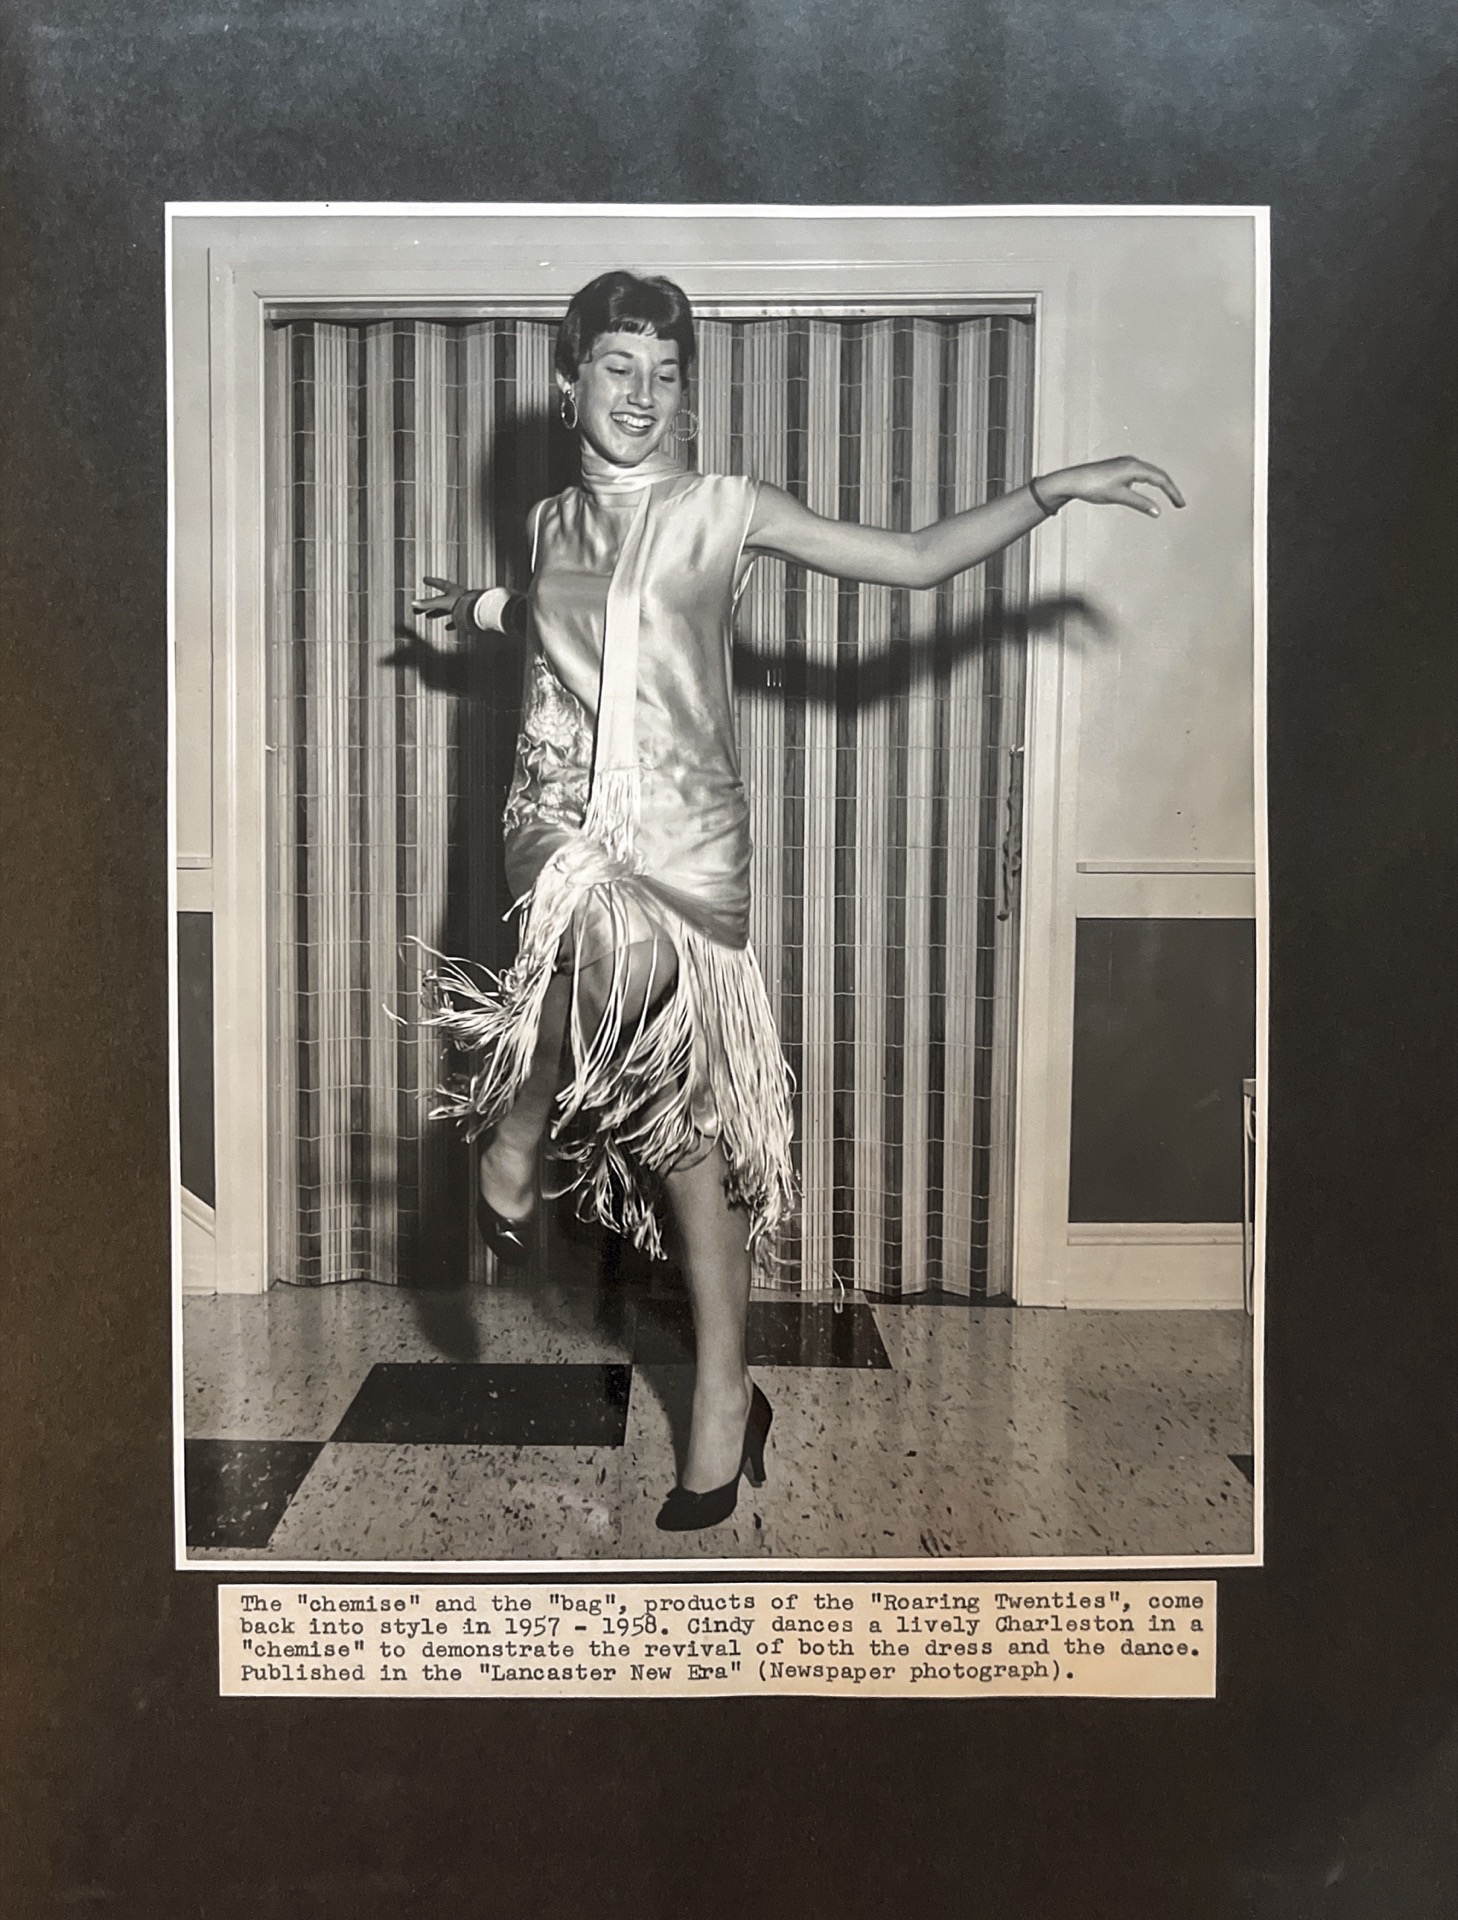 The "chemise" and the "bag", products of the "Roaring Twenties", come
back into style in 1957 - 1958. Cindy dances a lively Charleston in a
"chemise" to demonstrate the revival of both the dress and the dance.
Published in the "Lancaster New Era" (Newspaper photograph).